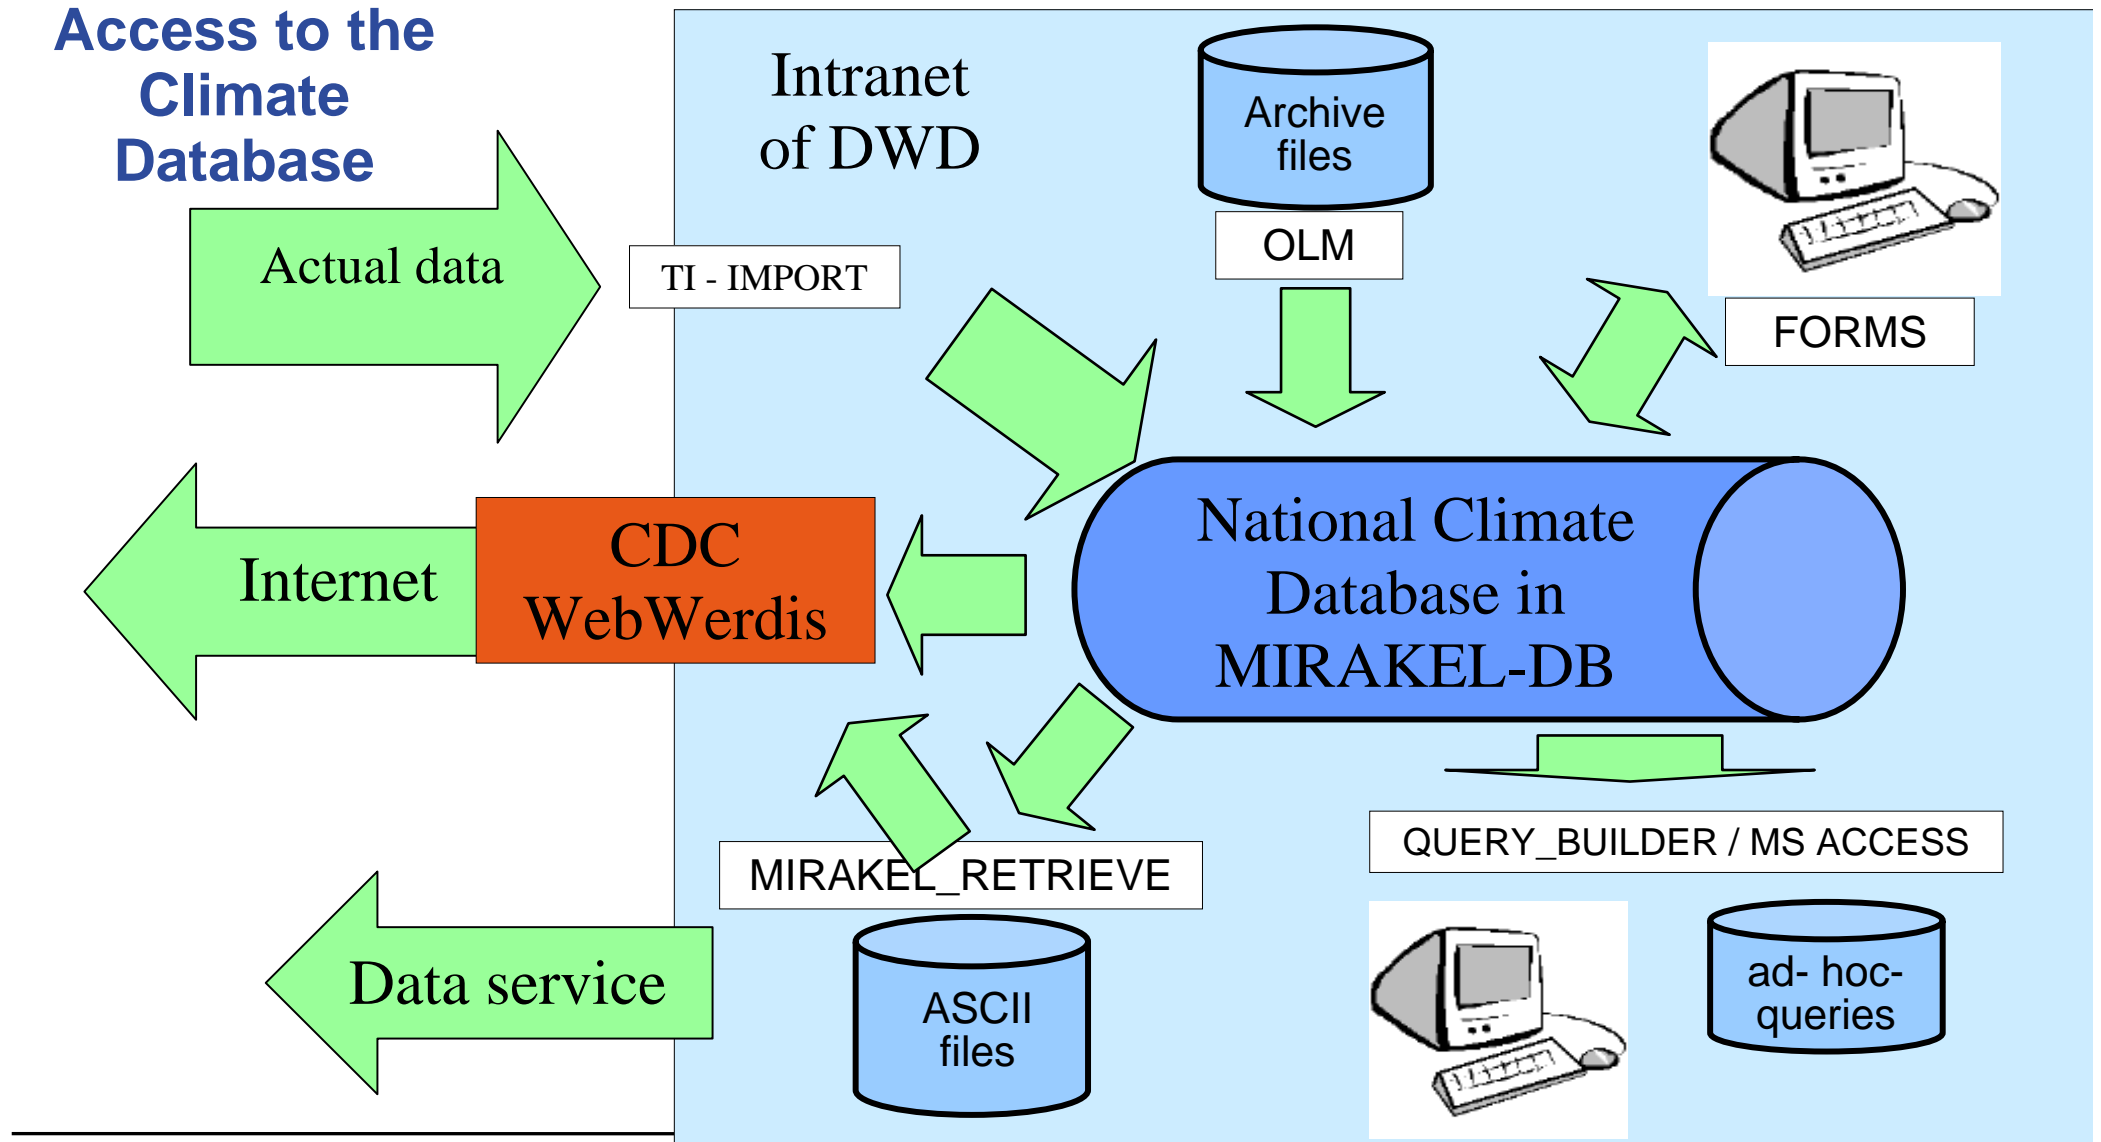 Access to the
Climate
Database
Intranet
of DWD
Archive
files
OLM
FORMS
Actual data
TI - IMPORT
National Climate
Database in
MIRAKEL-DB
CDC
WebWerdis
Internet
MIRAKEL_RETRIEVE
QUERY_BUILDER / MS ACCESS
Data service
ASCII
files
ad- hoc-
queries